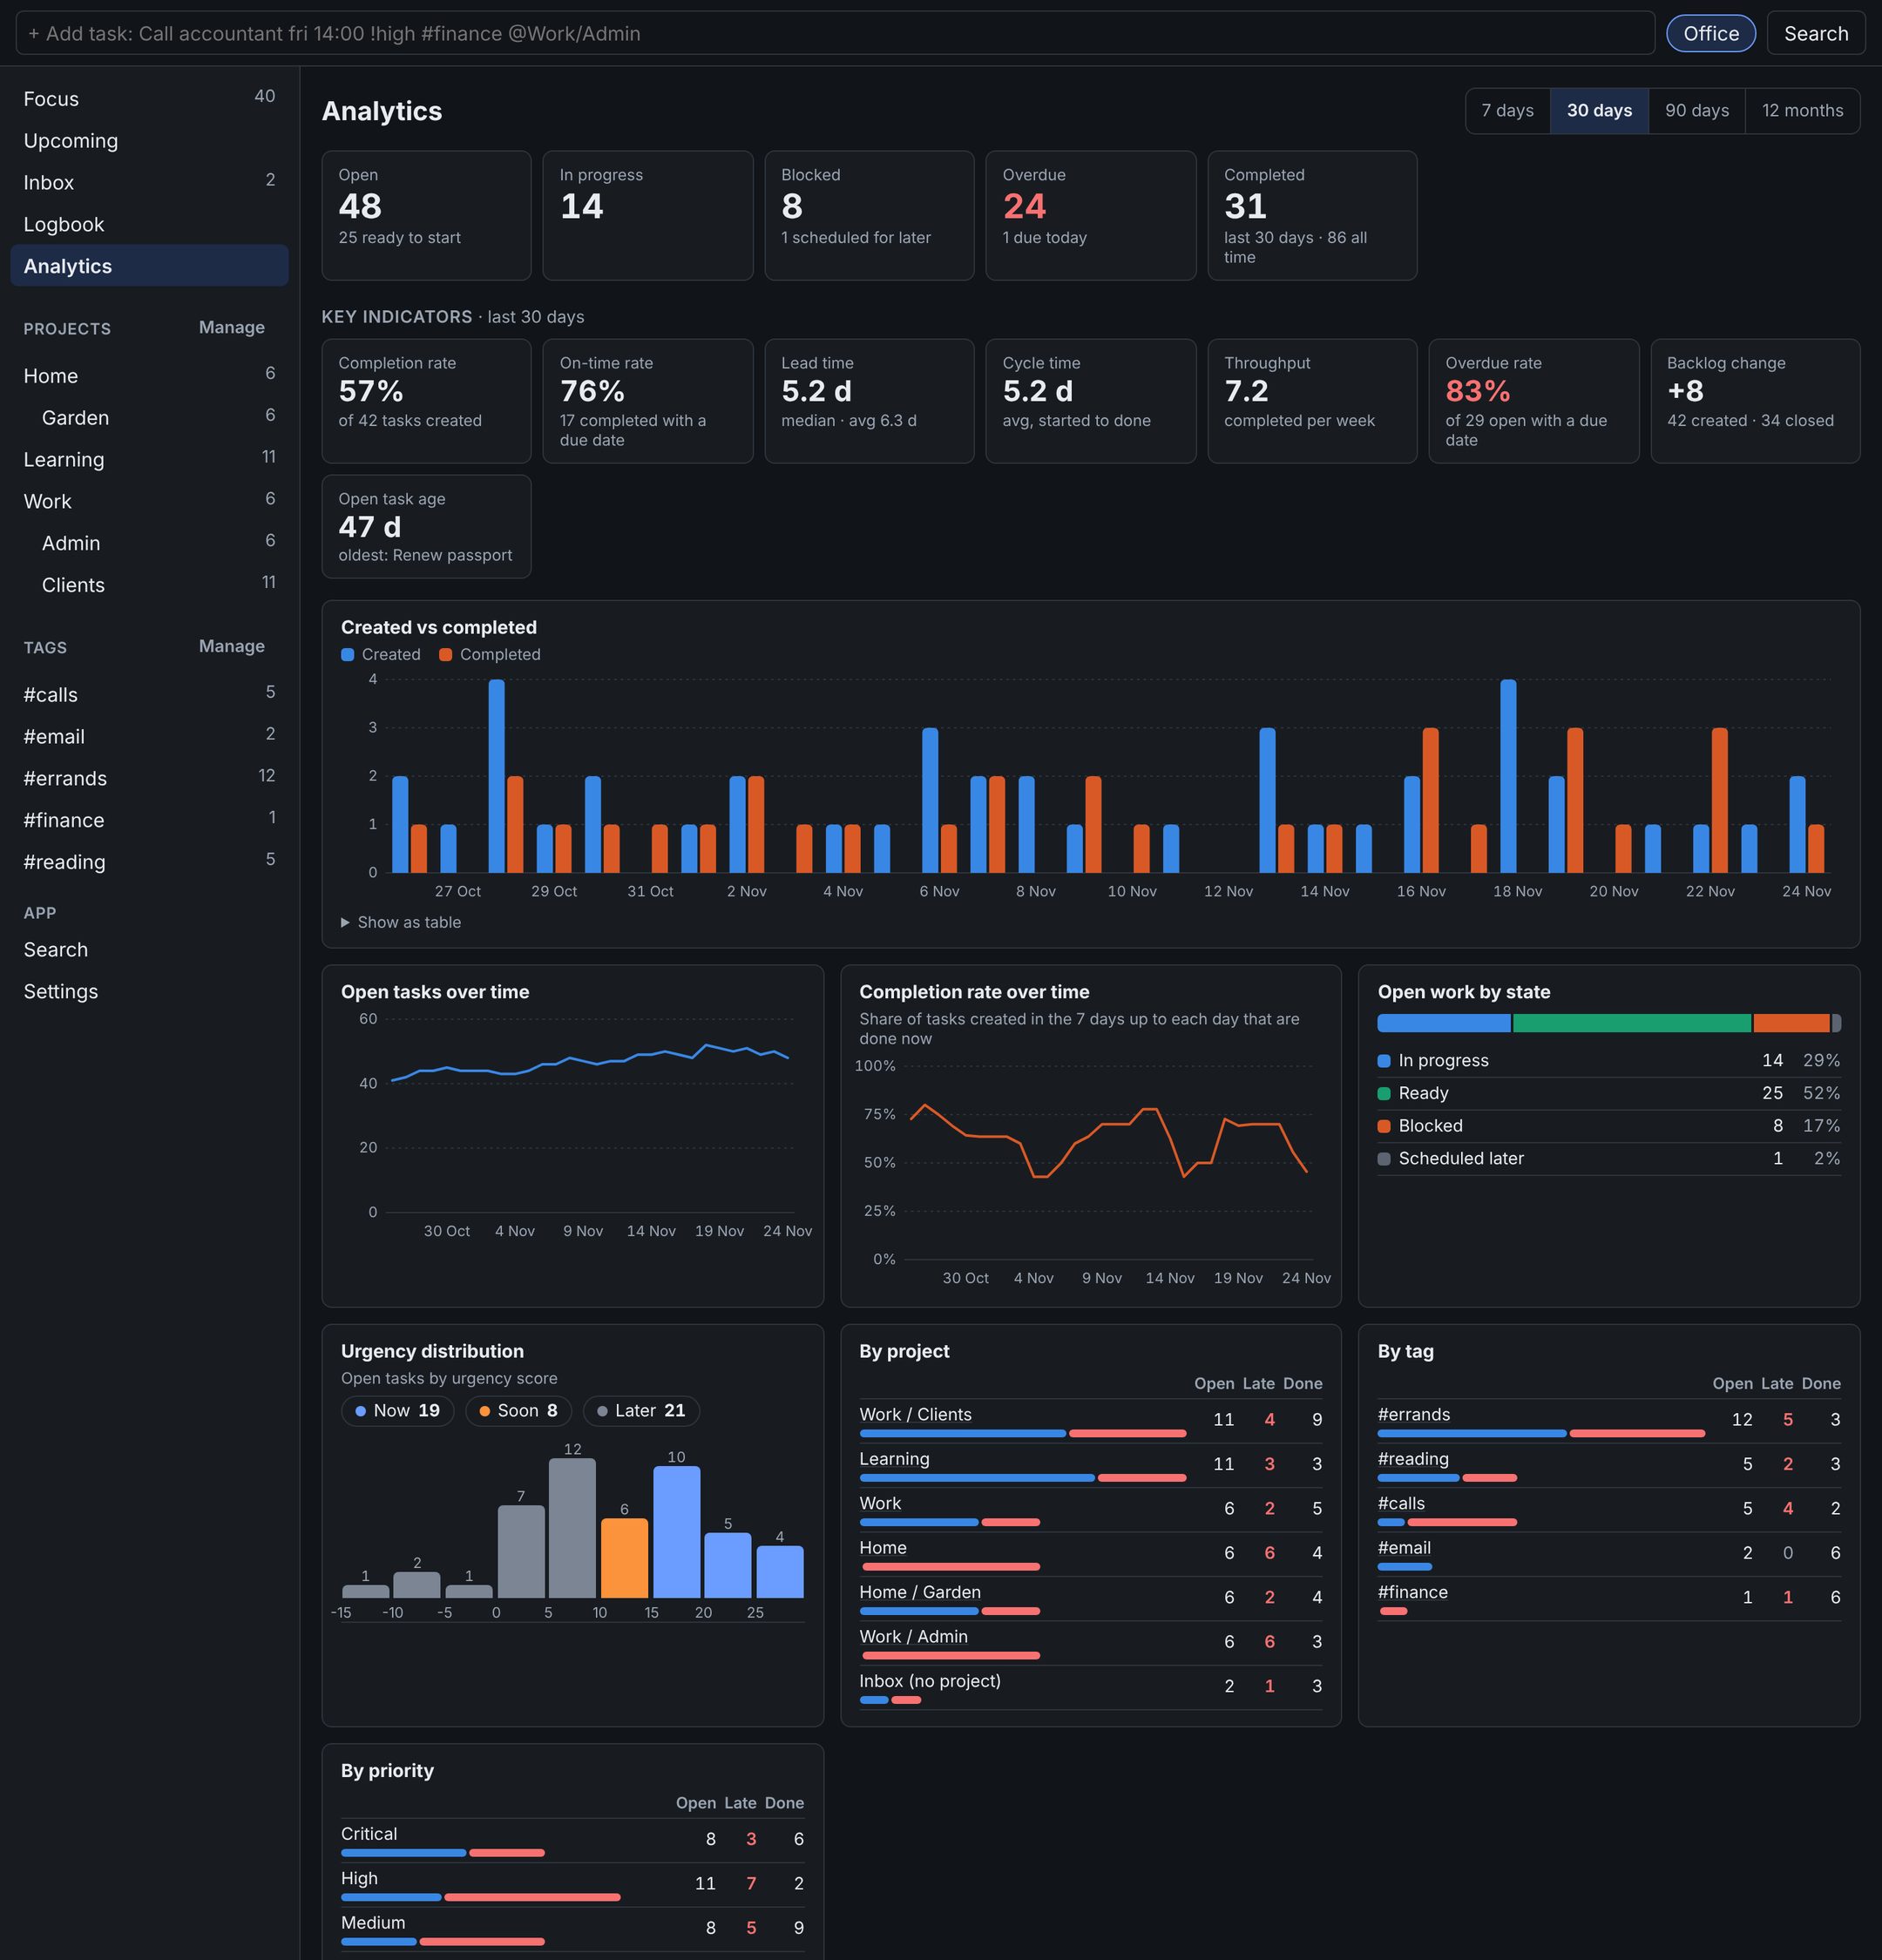 + Add task: Call accountant fri 14:00 !high #finance @Work/Admin
Office
Search
Focus 40
Upcoming
Inbox 2
Logbook
Analytics
PROJECTS Manage
Home 6
Garden 6
Learning 11
Work 6
Admin 6
Clients 11
TAGS Manage
#calls 5
#email 2
#errands 12
#finance 1
#reading 5
APP
Search
Settings
Analytics
7 days 30 days 90 days 12 months
Open
48
25 ready to start
In progress
14
Blocked
8
1 scheduled for later
Overdue
24
1 due today
Completed
31
last 30 days · 86 all
time
KEY INDICATORS · last 30 days
Completion rate
57%
of 42 tasks created
On-time rate
76%
17 completed with a
due date
Lead time
5.2 d
median · avg 6.3 d
Cycle time
5.2 d
avg, started to done
Throughput
7.2
completed per week
Overdue rate
83%
of 29 open with a due
date
Backlog change
+8
42 created · 34 closed
Open task age
47 d
oldest: Renew passport
Created vs completed
Created Completed
4
3
2
1
0
27 Oct 29 Oct 31 Oct 2 Nov 4 Nov 6 Nov 8 Nov 10 Nov 12 Nov 14 Nov 16 Nov 18 Nov 20 Nov 22 Nov 24 Nov
Show as table
Open tasks over time
60
40
20
0
30 Oct 4 Nov 9 Nov 14 Nov 19 Nov 24 Nov
Completion rate over time
Share of tasks created in the 7 days up to each day that are
done now
100%
75%
50%
25%
0%
30 Oct 4 Nov 9 Nov 14 Nov 19 Nov 24 Nov
Open work by state
In progress 14 29%
Ready 25 52%
Blocked 8 17%
Scheduled later 1 2%
Urgency distribution
Open tasks by urgency score
Now 19 Soon 8 Later 21
1 2 1 7 12 6 10 5 4
-15 -10 -5 0 5 10 15 20 25
By project
Open Late Done
Work / Clients 11 4 9
Learning 11 3 3
Work 6 2 5
Home 6 6 4
Home / Garden 6 2 4
Work / Admin 6 6 3
Inbox (no project) 2 1 3
By tag
Open Late Done
#errands 12 5 3
#reading 5 2 3
#calls 5 4 2
#email 2 0 6
#finance 1 1 6
By priority
Open Late Done
Critical 8 3 6
High 11 7 2
Medium 8 5 9